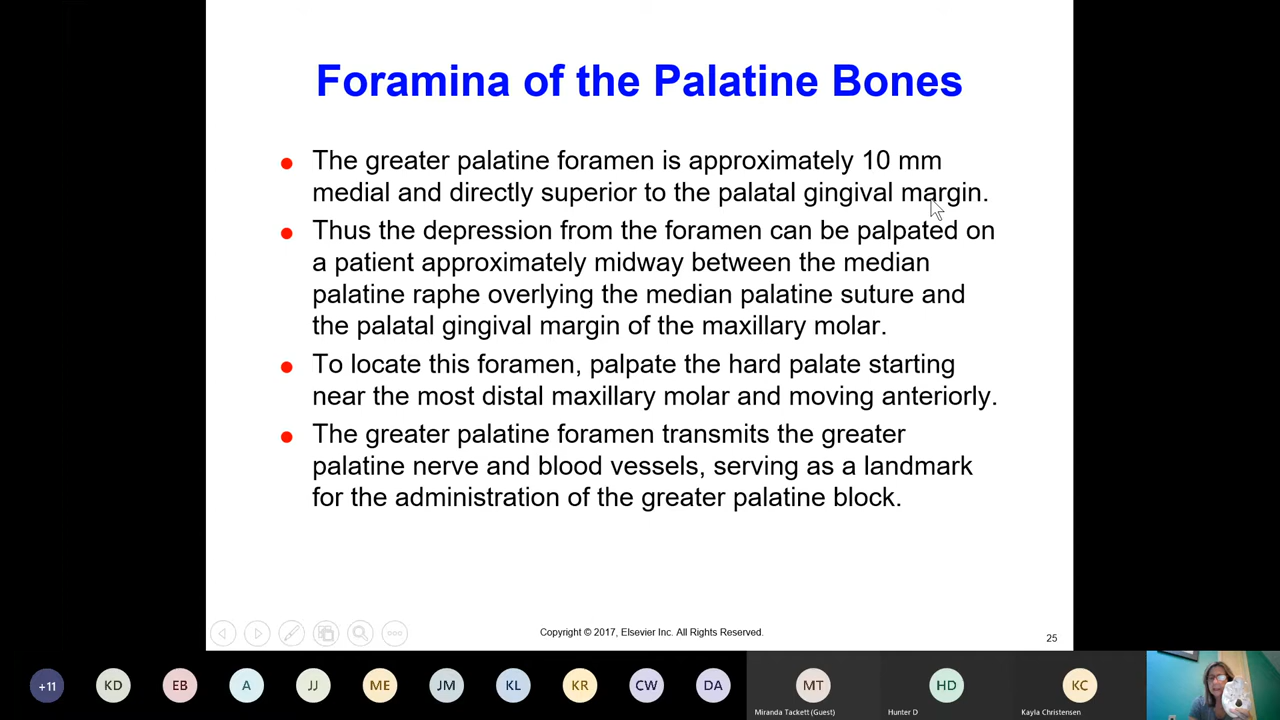 Foramina of the Palatine Bones
The greater palatine foramen is approximately 10 mm
medial and directly superior to the palatal gingival margin.
Thus the depression from the foramen can be palpated on
a patient approximately midway between the median
palatine raphe overlying the median palatine suture and
the palatal gingival margin of the maxillary molar.
To locate this foramen, palpate the hard palate starting
near the most distal maxillary molar and moving anteriorly.
The greater palatine foramen transmits the greater
palatine nerve and blood vessels, serving as a landmark
for the administration of the greater palatine block.
Copyright © 2017, Elsevier Inc. All Rights Reserved.
25
+11
KD
EB
A
JJ
ME
JM
KL
KR
CW
DA
MT
HD
KC
Miranda Tackett (Guest)
Hunter D
Kayla Christensen